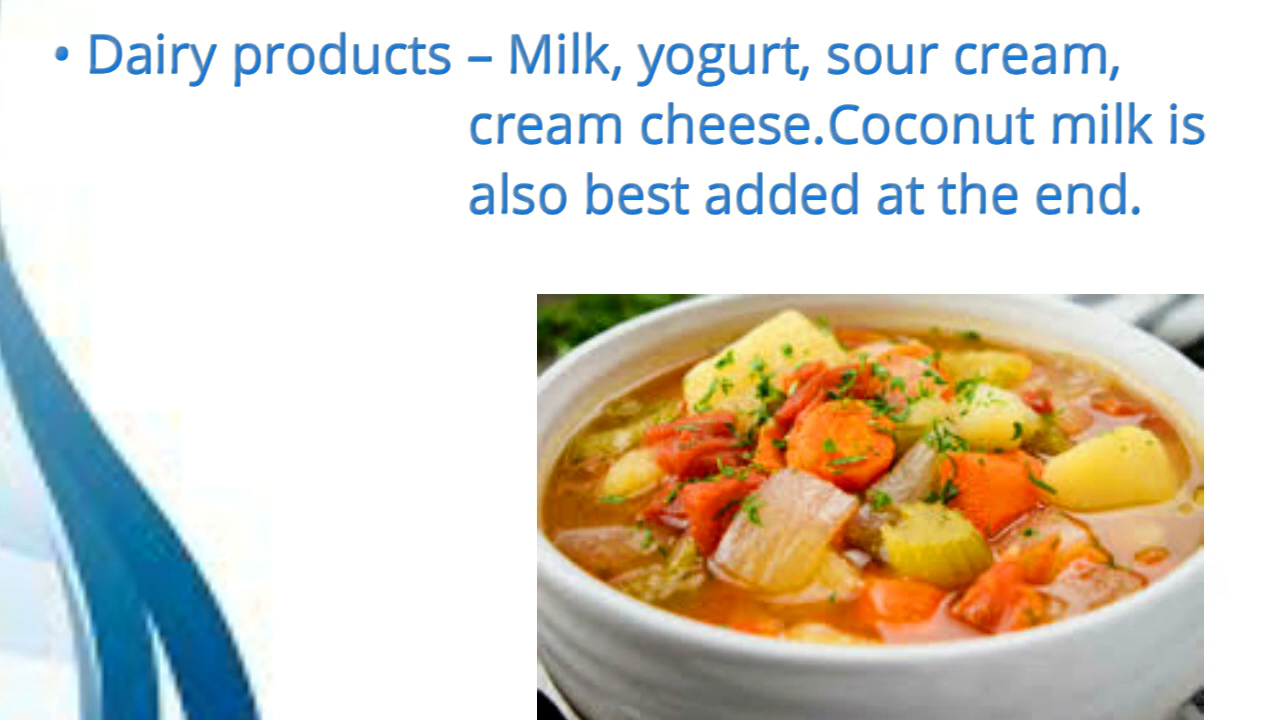 • Dairy products – Milk, yogurt, sour cream,
cream cheese.Coconut milk is
also best added at the end.